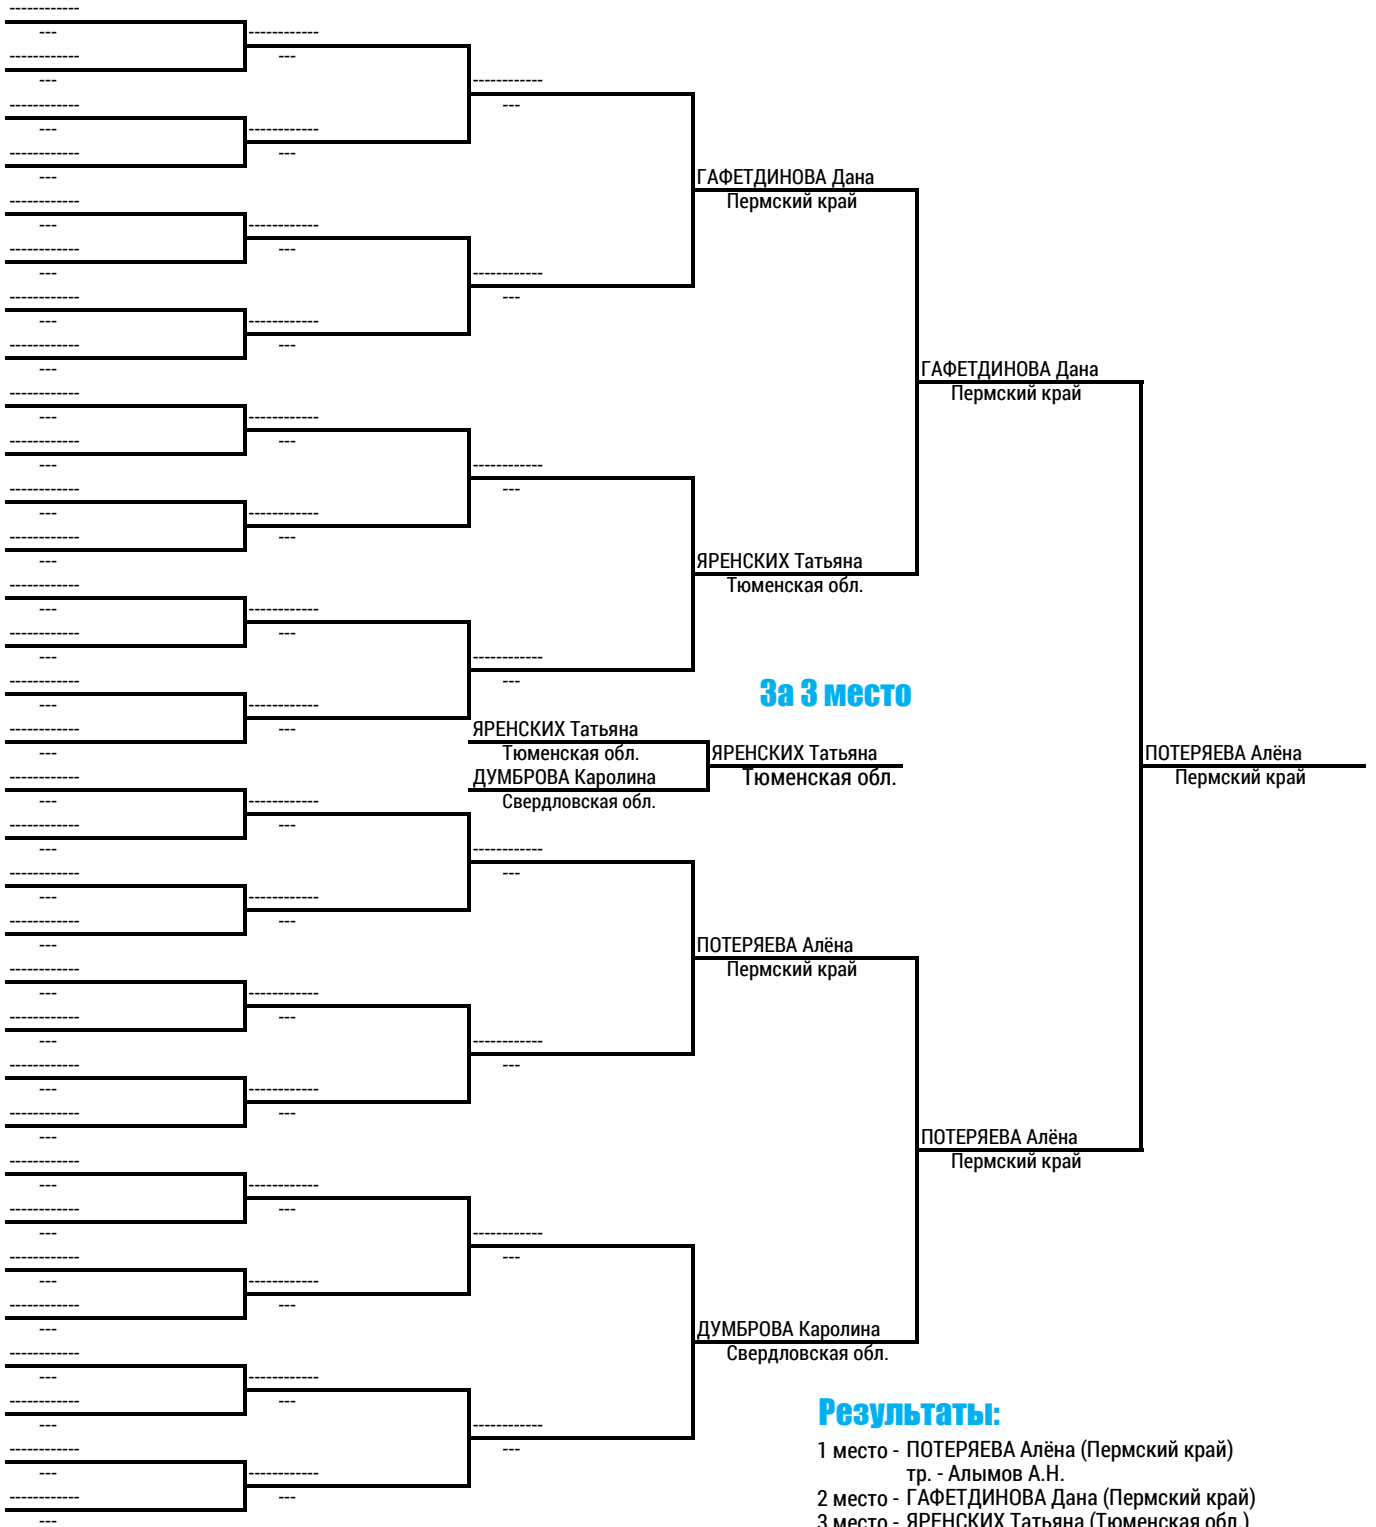 ГАФЕТДИНОВА Дана
Пермский край
ГАФЕТДИНОВА Дана
Пермский край
ЯРЕНСКИХ Татьяна
Тюменская обл.
За 3 место
ЯРЕНСКИХ Татьяна
Тюменская обл.
ДУМБРОВА Каролина
Свердловская обл.
ЯРЕНСКИХ Татьяна
Тюменская обл.
ПОТЕРЯЕВА Алёна
Пермский край
ПОТЕРЯЕВА Алёна
Пермский край
ПОТЕРЯЕВА Алёна
Пермский край
ДУМБРОВА Каролина
Свердловская обл.
Результаты:
1 место - ПОТЕРЯЕВА Алёна (Пермский край)
тр. - Алымов А.Н.
2 место - ГАФЕТДИНОВА Дана (Пермский край)
3 место - ЯРЕНСКИХ Татьяна (Тюменская обл.)